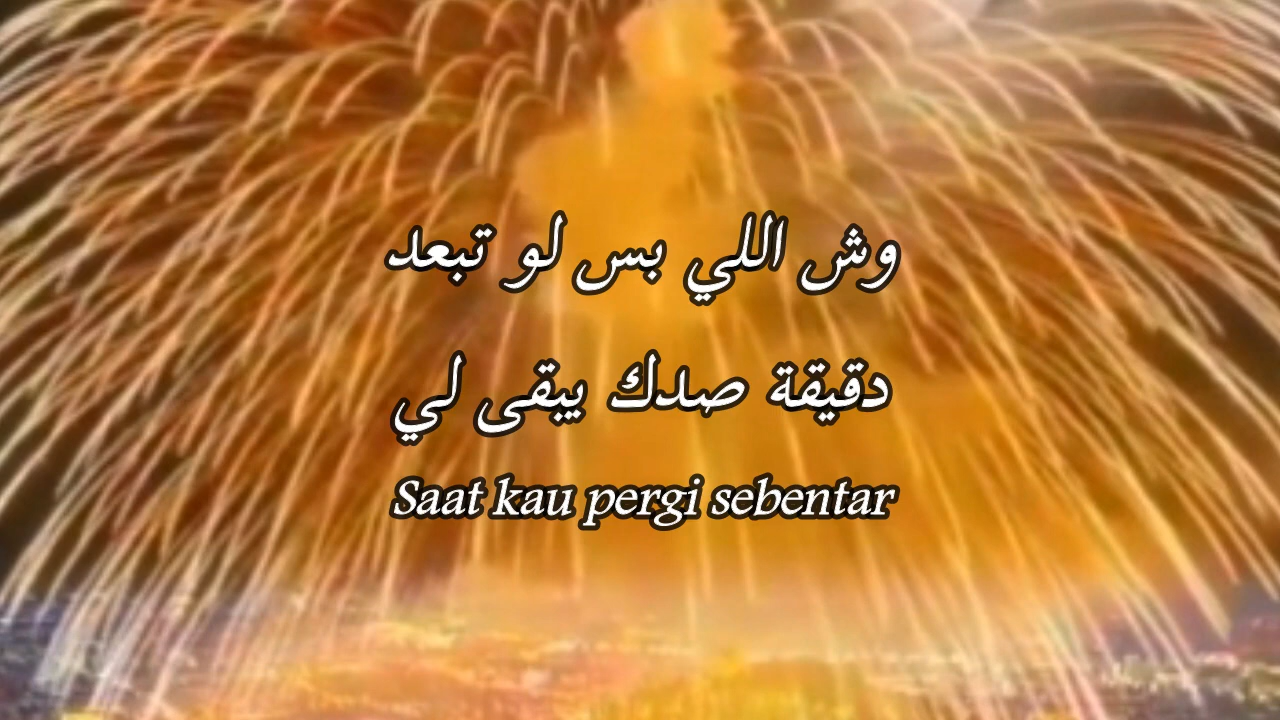 وش اللي بس لو تبعد
دقيقة صدك يبقى لي
Saat kau pergi sebentar